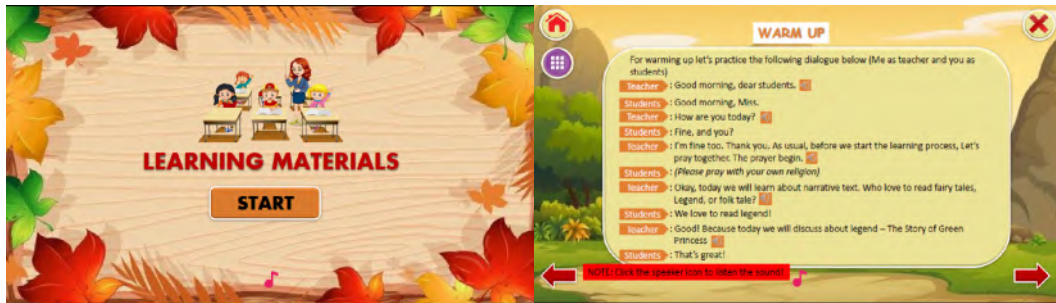 LEARNING MATERIALS
START
WARM UP
For warming up let's practice the following dialogue below (Me as teacher and you as
students)
Teacher : Good morning, dear students.
Students : Good morning, Miss.
Teacher : How are you today?
Students : Fine, and you?
Teacher : I'm fine too. Thank you. As usual, before we start the learning process, Let's
pray together. The prayer begin.
Students : (Please pray with your own religion)
Teacher : Okay, today we will learn about narrative text. Who love to read fairy tales,
Legend, or folk tale?
Students : We love to read legend!
Teacher : Good! Because today we will discuss about legend – The Story of Green
Princess
Students : That's great!
NOTE: Click the speaker icon to listen the sound!